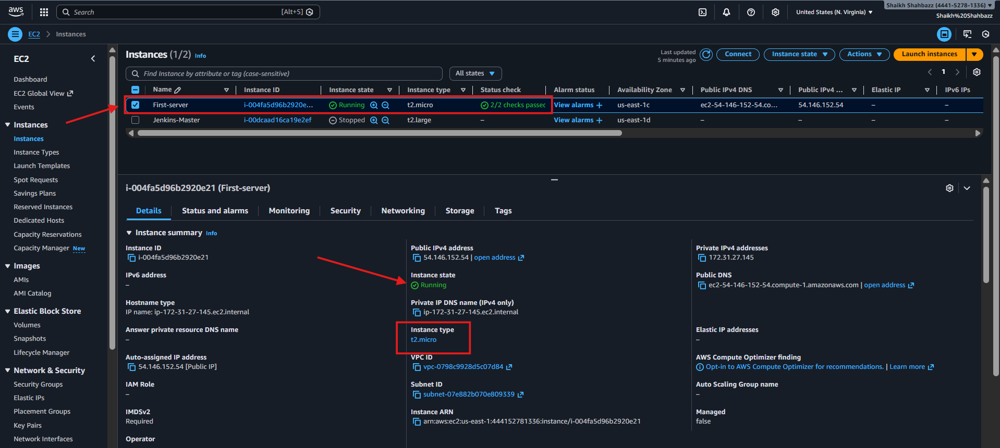 aws
Search [Alt+S]
United States (N. Virginia)
Shaikh Shahbazz (4441-5278-1336)
Shaikh%20Shahbazz
EC2 Instances
EC2
Dashboard
EC2 Global View
Events
Instances
Instances
Instance Types
Launch Templates
Spot Requests
Savings Plans
Reserved Instances
Dedicated Hosts
Capacity Reservations
Capacity Manager New
Images
AMIs
AMI Catalog
Elastic Block Store
Volumes
Snapshots
Lifecycle Manager
Network & Security
Security Groups
Elastic IPs
Placement Groups
Key Pairs
Network Interfaces
Instances (1/2) Info
Last updated
5 minutes ago
Connect Instance state Actions Launch instances
Find Instance by attribute or tag (case-sensitive) All states 1
Name Instance ID Instance state Instance type Status check Alarm status Availability Zone Public IPv4 DNS Public IPv4 ... Elastic IP IPv6 IPs
First-server i-004fa5d96b2920e... Running t2.micro 2/2 checks passec View alarms + us-east-1c ec2-54-146-152-54.co... 54.146.152.54 – –
Jenkins-Master i-00dcaad16ca19e2ef Stopped t2.large – View alarms + us-east-1d – – – –
i-004fa5d96b2920e21 (First-server)
Details Status and alarms Monitoring Security Networking Storage Tags
Instance summary Info
Instance ID
i-004fa5d96b2920e21
Public IPv4 address
54.146.152.54 | open address
Private IPv4 addresses
172.31.27.145
IPv6 address
–
Instance state
Running
Public DNS
ec2-54-146-152-54.compute-1.amazonaws.com | open address
Hostname type
IP name: ip-172-31-27-145.ec2.internal
Private IP DNS name (IPv4 only)
ip-172-31-27-145.ec2.internal
Answer private resource DNS name
–
Instance type
t2.micro
Elastic IP addresses
–
Auto-assigned IP address
54.146.152.54 [Public IP]
VPC ID
vpc-0798c9928d5c07d84
AWS Compute Optimizer finding
Opt-in to AWS Compute Optimizer for recommendations. | Learn more
IAM Role
–
Subnet ID
subnet-07e882b070e809339
Auto Scaling Group name
–
IMDSv2
Required
Instance ARN
arn:aws:ec2:us-east-1:444152781336:instance/i-004fa5d96b2920e21
Managed
false
Operator